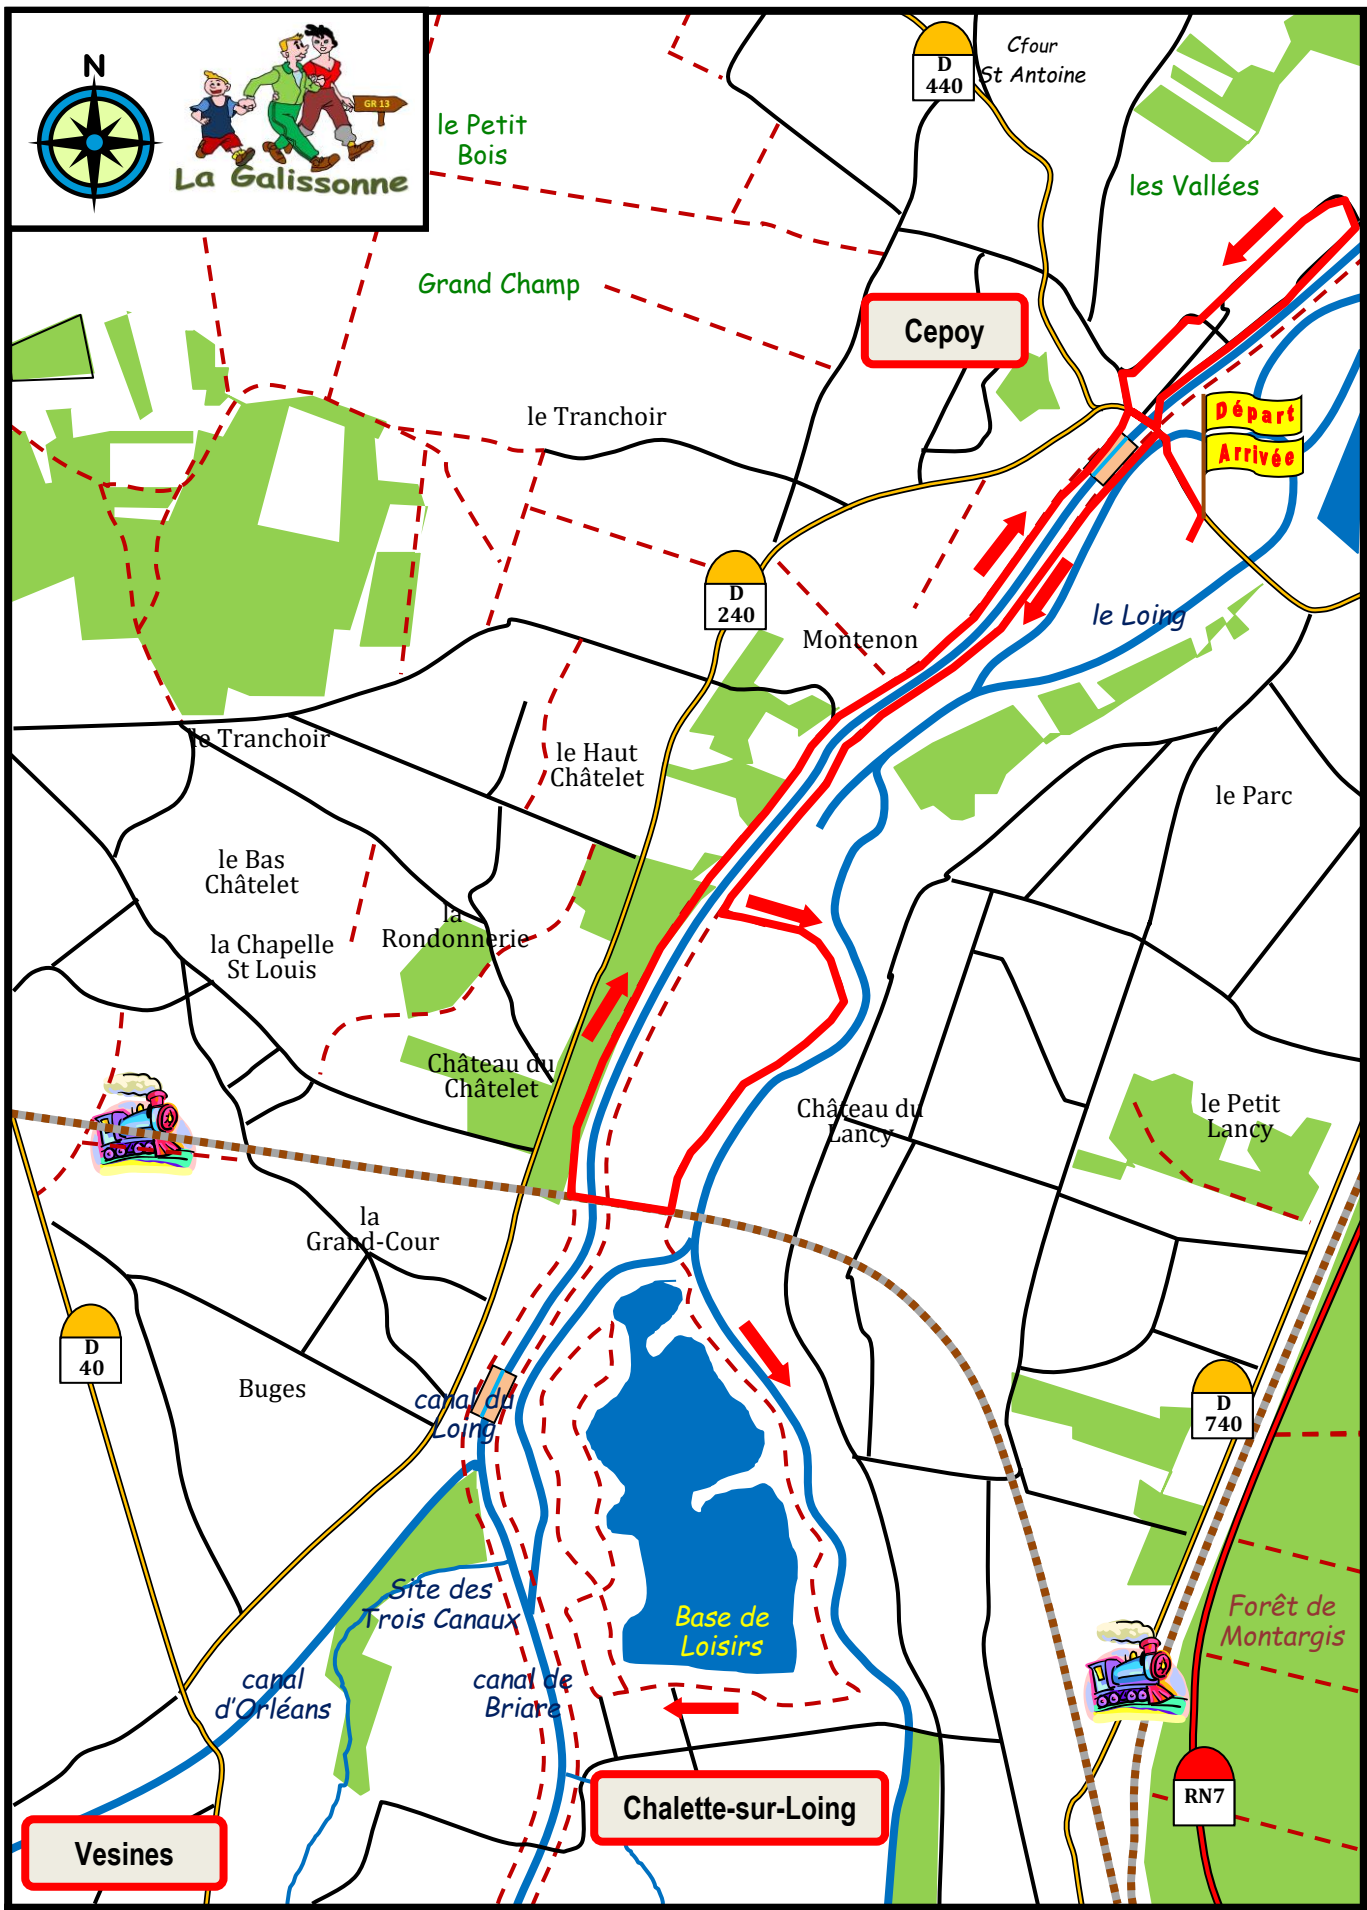 N
GR 13
La Galissonne
le Petit
Bois
D
440
Cfour
St Antoine
les Vallées
Grand Champ
Cepoy
le Tranchoir
Départ
Arrivée
D
240
Montenon
le Loing
le Tranchoir
le Haut
Châtelet
le Parc
le Bas
Châtelet
la
Rondonnerie
la Chapelle
St Louis
Château du
Châtelet
Château du
Lancy
le Petit
Lancy
la
Grand-Cour
D
40
Buges
canal du
Loing
D
740
Site des
Trois Canaux
Base de
Loisirs
Forêt de
Montargis
canal
d'Orléans
canal de
Briare
RN7
Chalette-sur-Loing
Vesines